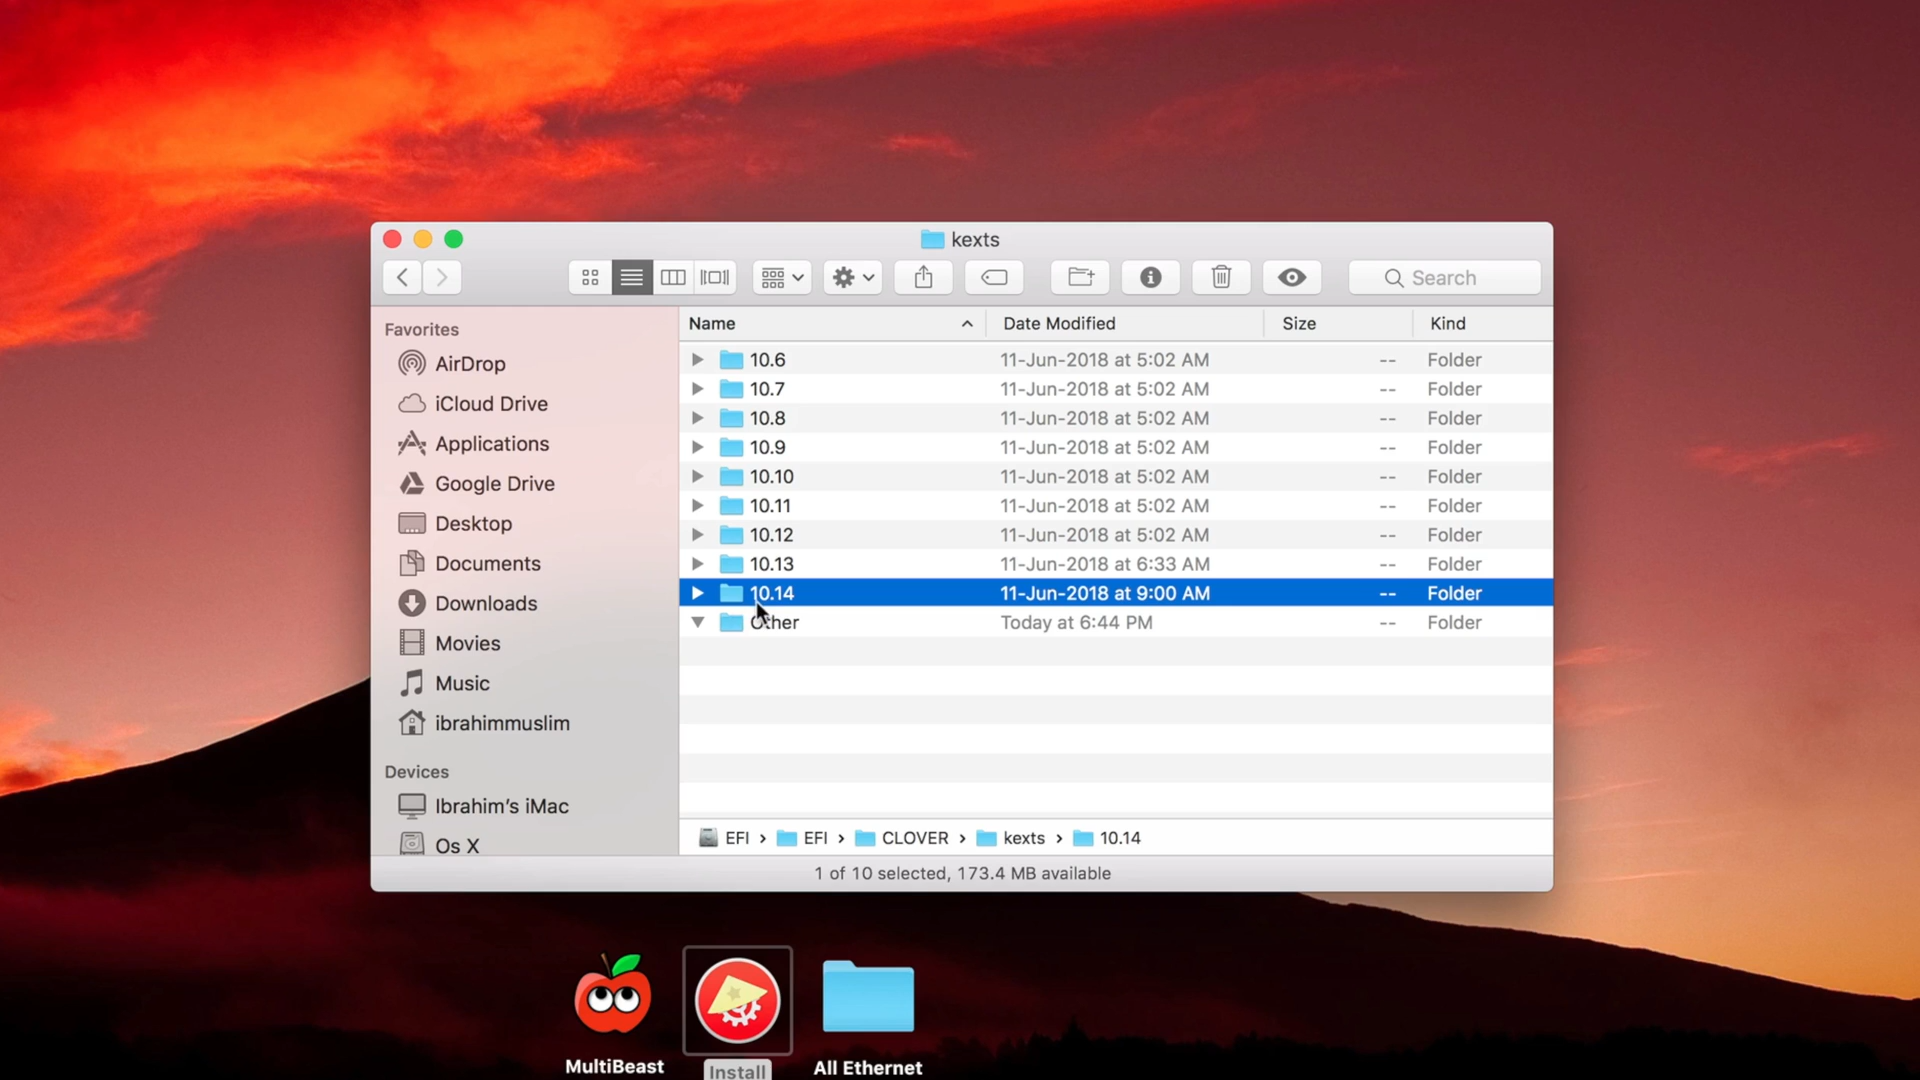 kexts
Search
Favorites
AirDrop
iCloud Drive
Applications
Google Drive
Desktop
Documents
Downloads
Movies
Music
ibrahimmuslim
Devices
Ibrahim's iMac
Os X
Name Date Modified Size Kind
10.6 11-Jun-2018 at 5:02 AM -- Folder
10.7 11-Jun-2018 at 5:02 AM -- Folder
10.8 11-Jun-2018 at 5:02 AM -- Folder
10.9 11-Jun-2018 at 5:02 AM -- Folder
10.10 11-Jun-2018 at 5:02 AM -- Folder
10.11 11-Jun-2018 at 5:02 AM -- Folder
10.12 11-Jun-2018 at 5:02 AM -- Folder
10.13 11-Jun-2018 at 6:33 AM -- Folder
10.14 11-Jun-2018 at 9:00 AM -- Folder
Other Today at 6:44 PM -- Folder
EFI › EFI › CLOVER › kexts › 10.14
1 of 10 selected, 173.4 MB available
MultiBeast
Install
All Ethernet